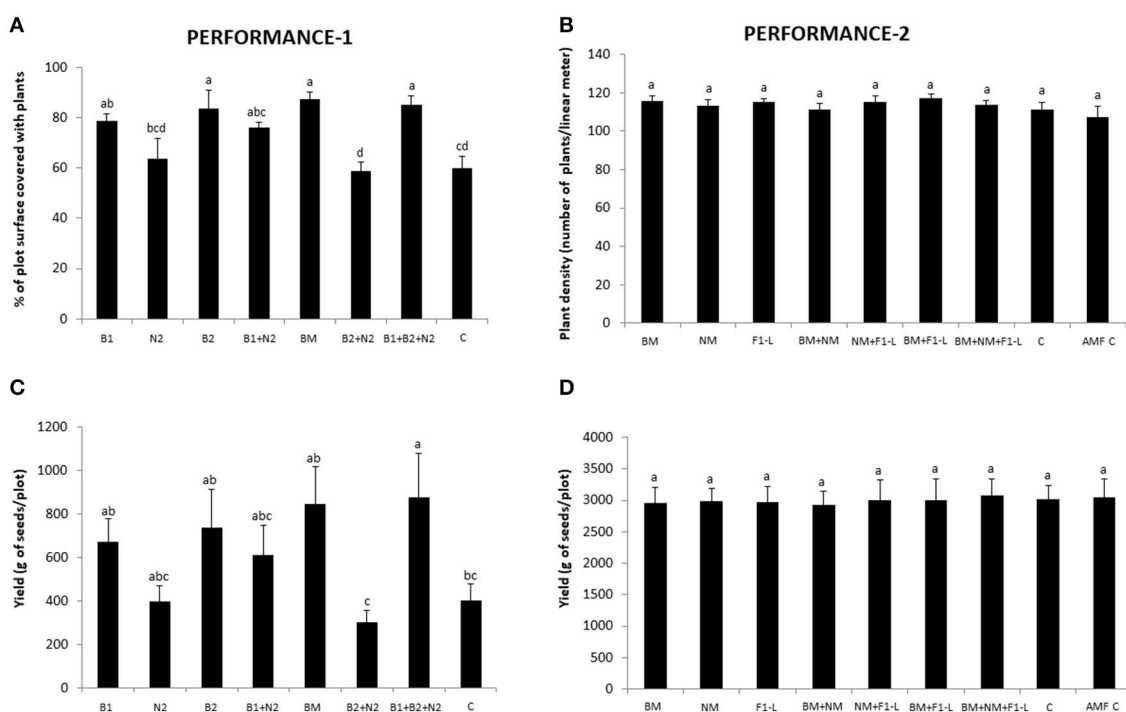 A
PERFORMANCE-1
% of plot surface covered with plants
100
80
60
40
20
0
ab
bcd
a
abc
a
d
a
cd
B1 N2 B2 B1+N2 BM B2+N2 B1+B2+N2 C
B
PERFORMANCE-2
Plant density (number of plants/linear meter)
140
120
100
80
60
40
20
0
a a a a a a a a a
BM NM F1-L BM+NM NM+F1-L BM+F1-L BM+NM+F1-L C AMF C
C
Yield (g of seeds/plot)
1200
1000
800
600
400
200
0
ab
abc
ab
abc
ab
c
a
bc
B1 N2 B2 B1+N2 BM B2+N2 B1+B2+N2 C
D
Yield (g of seeds/plot)
4000
3500
3000
2500
2000
1500
1000
500
0
a a a a a a a a a
BM NM F1-L BM+NM NM+F1-L BM+F1-L BM+NM+F1-L C AMF C